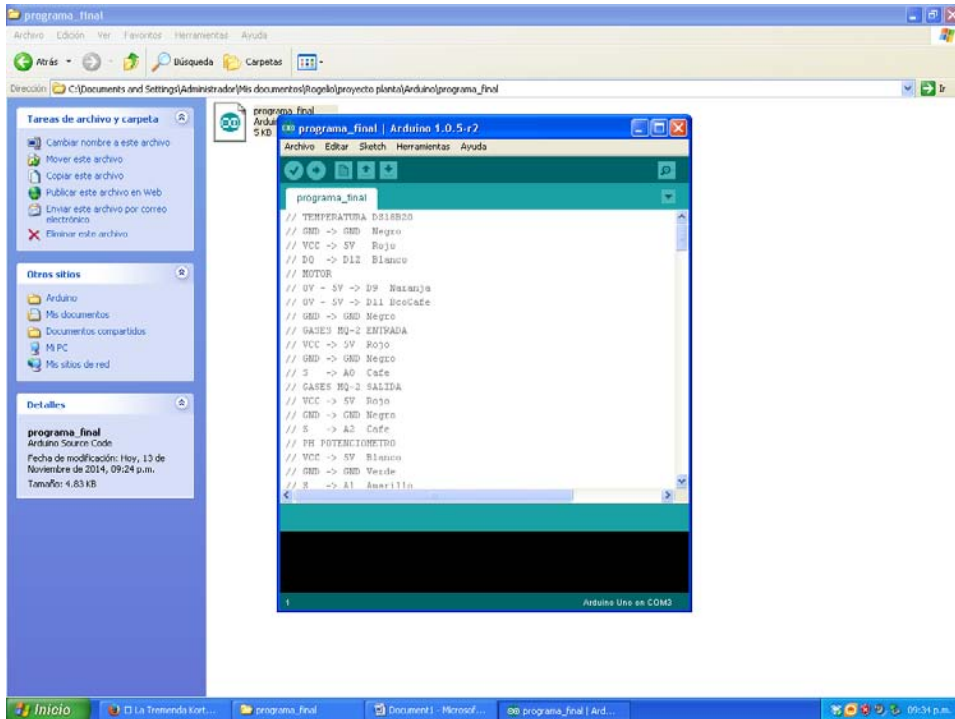 programa_final
Archivo Edición Ver Favoritos Herramientas Ayuda
Atrás Búsqueda Carpetas
Dirección C:\Documents and Settings\Administrador\Mis documentos\Rogelio\proyecto planta\Arduino\programa_final Ir
Tareas de archivo y carpeta
Cambiar nombre a este archivo
Mover este archivo
Copiar este archivo
Publicar este archivo en Web
Enviar este archivo por correo
electrónico
Eliminar este archivo
Otros sitios
Arduino
Mis documentos
Documentos compartidos
Mi PC
Mis sitios de red
Detalles
programa_final
Arduino Source Code
Fecha de modificación: Hoy, 13 de
Noviembre de 2014, 09:24 p.m.
Tamaño: 4.83 KB
programa_final
5 KB
programa_final | Arduino 1.0.5-r2
Archivo Editar Sketch Herramientas Ayuda
programa_final
// TEMPERATURA DS18B20
// GND -> GND Negro
// VCC -> 5V Rojo
// DQ -> D12 Blanco
// MOTOR
// 0V - 5V -> D9 Naranja
// 0V - 5V -> D11 BcoCafe
// GND -> GND Negro
// GASES MQ-2 ENTRADA
// VCC -> 5V Rojo
// GND -> GND Negro
// S -> A0 Cafe
// GASES MQ-2 SALIDA
// VCC -> 5V Rojo
// GND -> GND Negro
// S -> A2 Cafe
// PH POTENCIOMETRO
// VCC -> 5V Blanco
// GND -> GND Verde
// S -> A1 Amarillo
1 Arduino Uno on COM3
Inicio La Tremenda Kort... programa_final Document1 - Microsof... programa_final | Ard... 09:34 p.m.